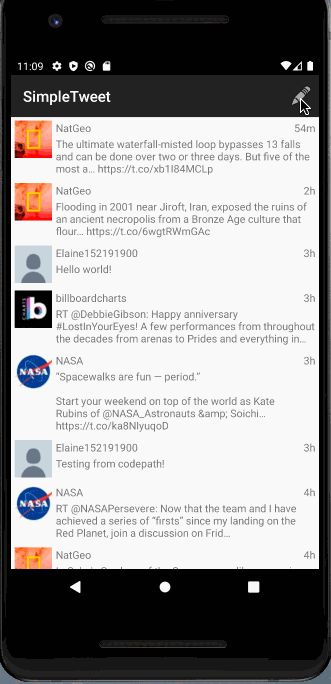 11:09
SimpleTweet
NatGeo 54m
The ultimate waterfall-misted loop bypasses 13 falls
and can be done over two or three days. But five of the
most a… https://t.co/xb1I84MCLp
NatGeo 2h
Flooding in 2001 near Jiroft, Iran, exposed the ruins of
an ancient necropolis from a Bronze Age culture that
flour… https://t.co/6wgtRWmGAc
Elaine152191900 3h
Hello world!
billboardcharts 3h
RT @DebbieGibson: Happy anniversary
#LostInYourEyes! A few performances from throughout
the decades from arenas to Prides and everything in…
NASA 3h
“Spacewalks are fun — period.”
Start your weekend on top of the world as Kate
Rubins of @NASA_Astronauts &amp; Soichi…
https://t.co/ka8NlyuqoD
Elaine152191900 3h
Testing from codepath!
NASA 4h
RT @NASAPersevere: Now that the team and I have
achieved a series of “firsts” since my landing on the
Red Planet, join a discussion on Frid…
NatGeo 4h